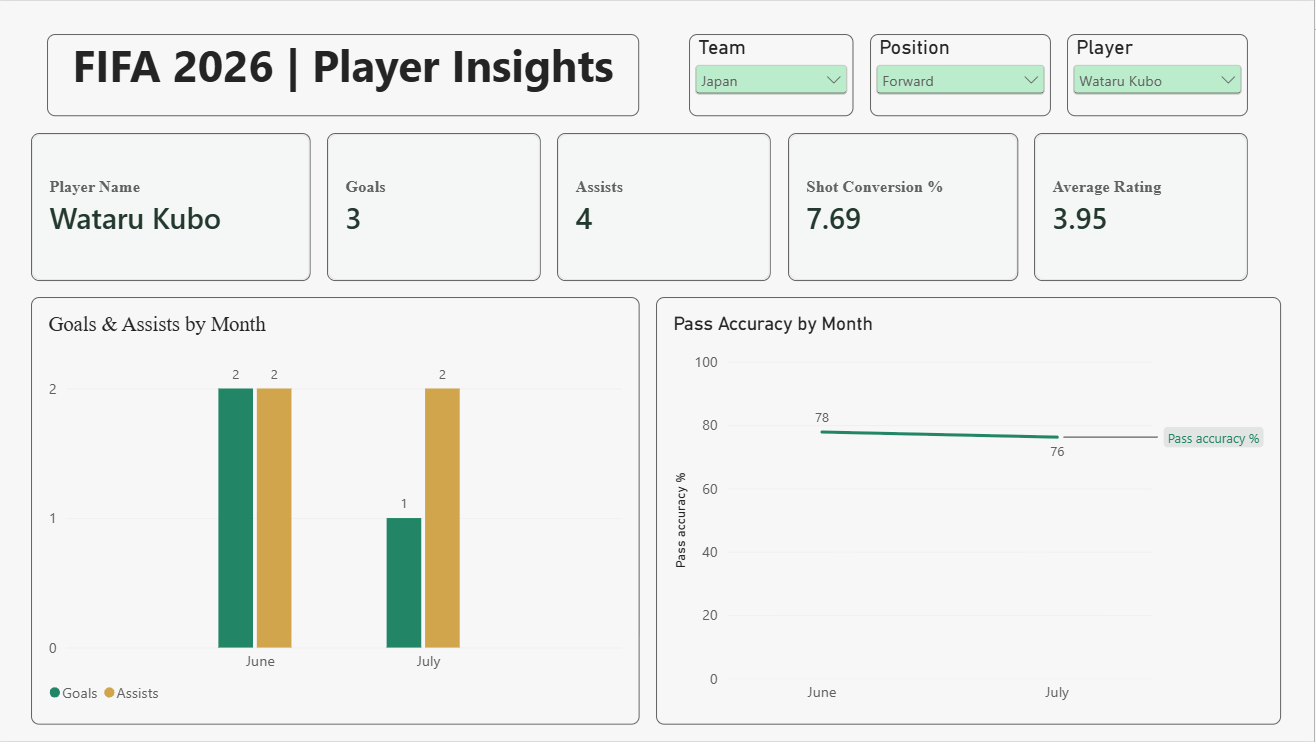 FIFA 2026 | Player Insights
Team
Japan
Position
Forward
Player
Wataru Kubo
Player Name
Wataru Kubo
Goals
3
Assists
4
Shot Conversion %
7.69
Average Rating
3.95
Goals & Assists by Month
2
1
0
2
2
1
2
June
July
Goals
Assists
Pass Accuracy by Month
Pass accuracy %
100
80
60
40
20
0
78
76
Pass accuracy %
June
July